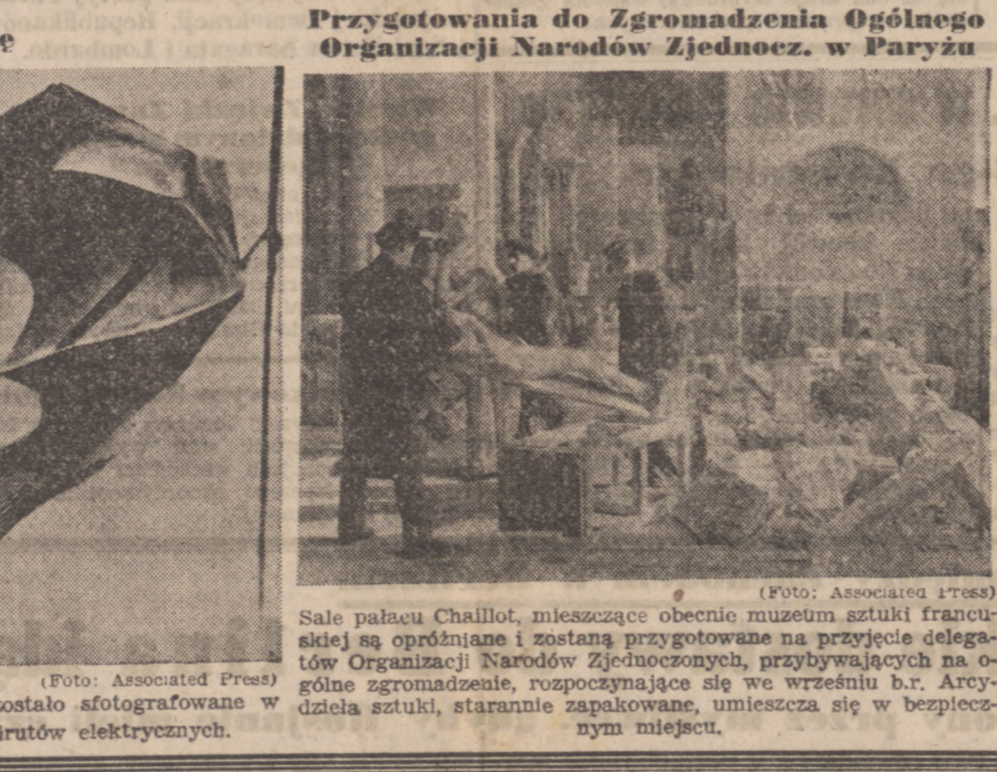 ę
zostało sfotografowane w
drutów elektrycznych.
(Foto: Associated Press)
Przygotowania do Zgromadzenia Ogólnego
Organizacji Narodów Zjednocz. w Paryżu
(Foto: Associated Press)
Sale pałacu Chaillot, mieszczące obecnie muzeum sztuki francu-
skiej są opróżniane i zostaną przygotowane na przyjęcie delega-
tów Organizacji Narodów Zjednoczonych, przybywających na o-
gólne zgromadzenie, rozpoczynające się we wrześniu b.r. Arcy-
dzieła sztuki, starannie zapakowane, umieszcza się w bezpiecz-
nym miejscu.